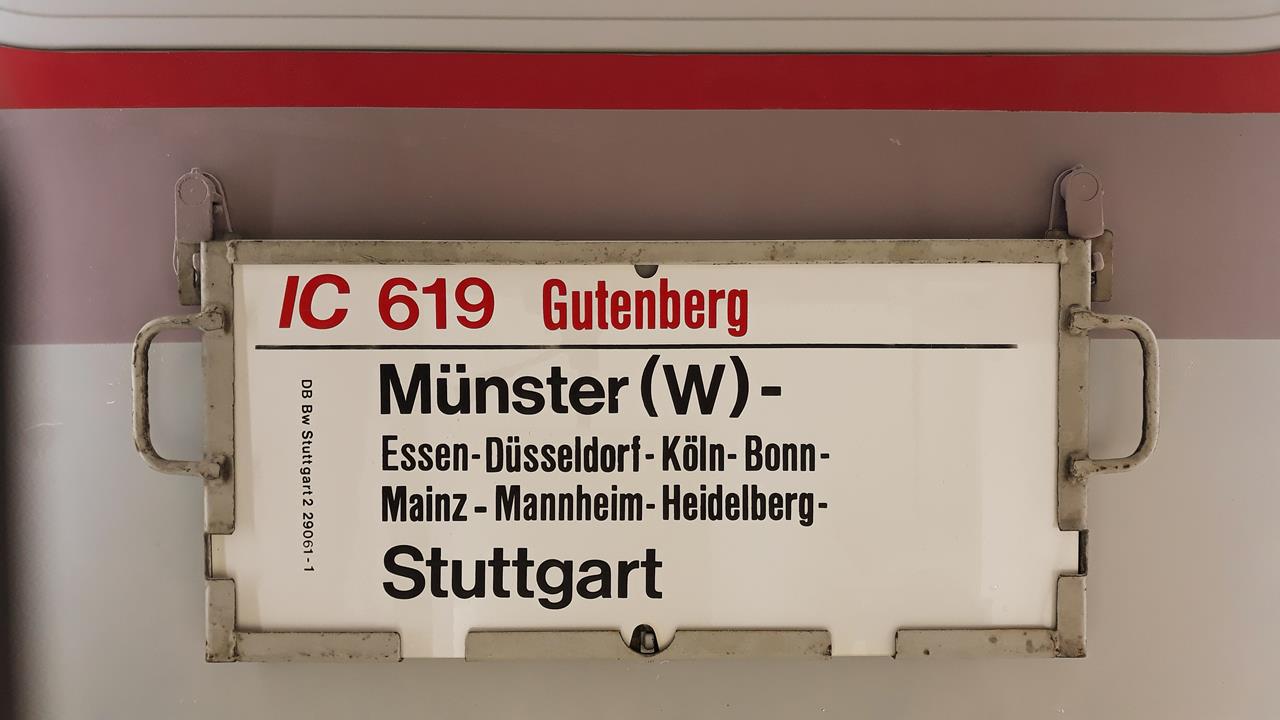 IC 619 Gutenberg
Münster (W) -
Essen - Düsseldorf - Köln - Bonn -
Mainz - Mannheim - Heidelberg -
Stuttgart
DB Bw Stuttgart 2 29061-1